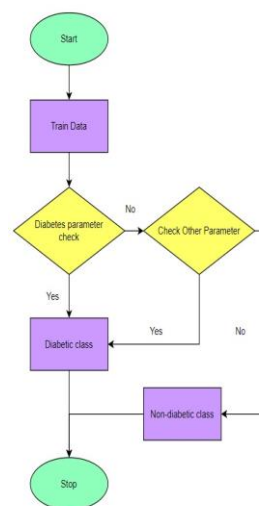 Start
Train Data
Diabetes parameter
check
No
Check Other Parameter
Yes
Yes
No
Diabetic class
Non-diabetic class
Stop